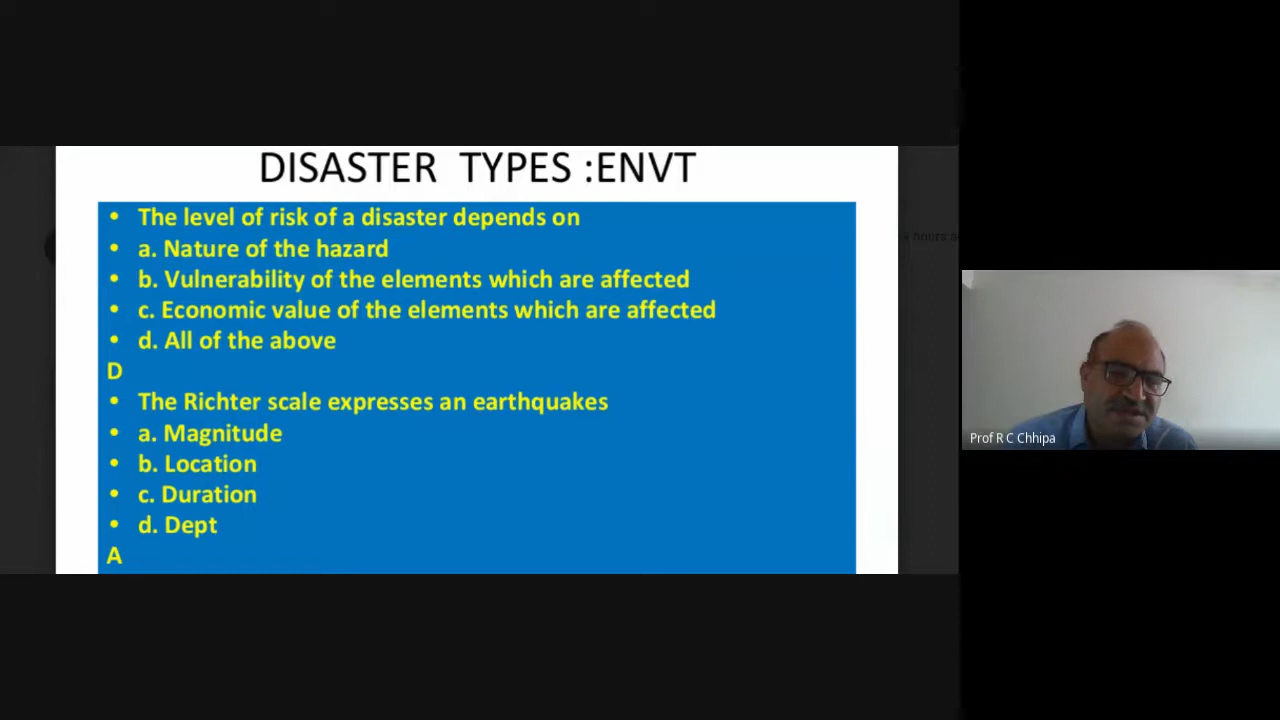 DISASTER TYPES :ENVT
• The level of risk of a disaster depends on
• a. Nature of the hazard
• b. Vulnerability of the elements which are affected
• c. Economic value of the elements which are affected
• d. All of the above
D
• The Richter scale expresses an earthquakes
• a. Magnitude
• b. Location
• c. Duration
• d. Dept
A
hours
Prof R C Chhipa